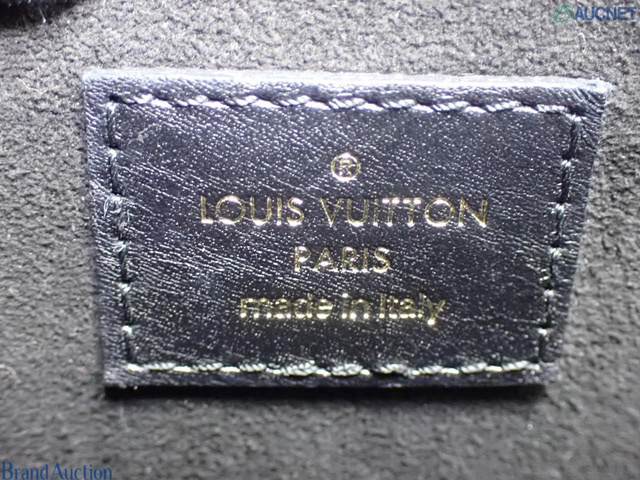 AUCNET
®
LOUIS VUITTON
PARIS
made in Italy
Brand Auction